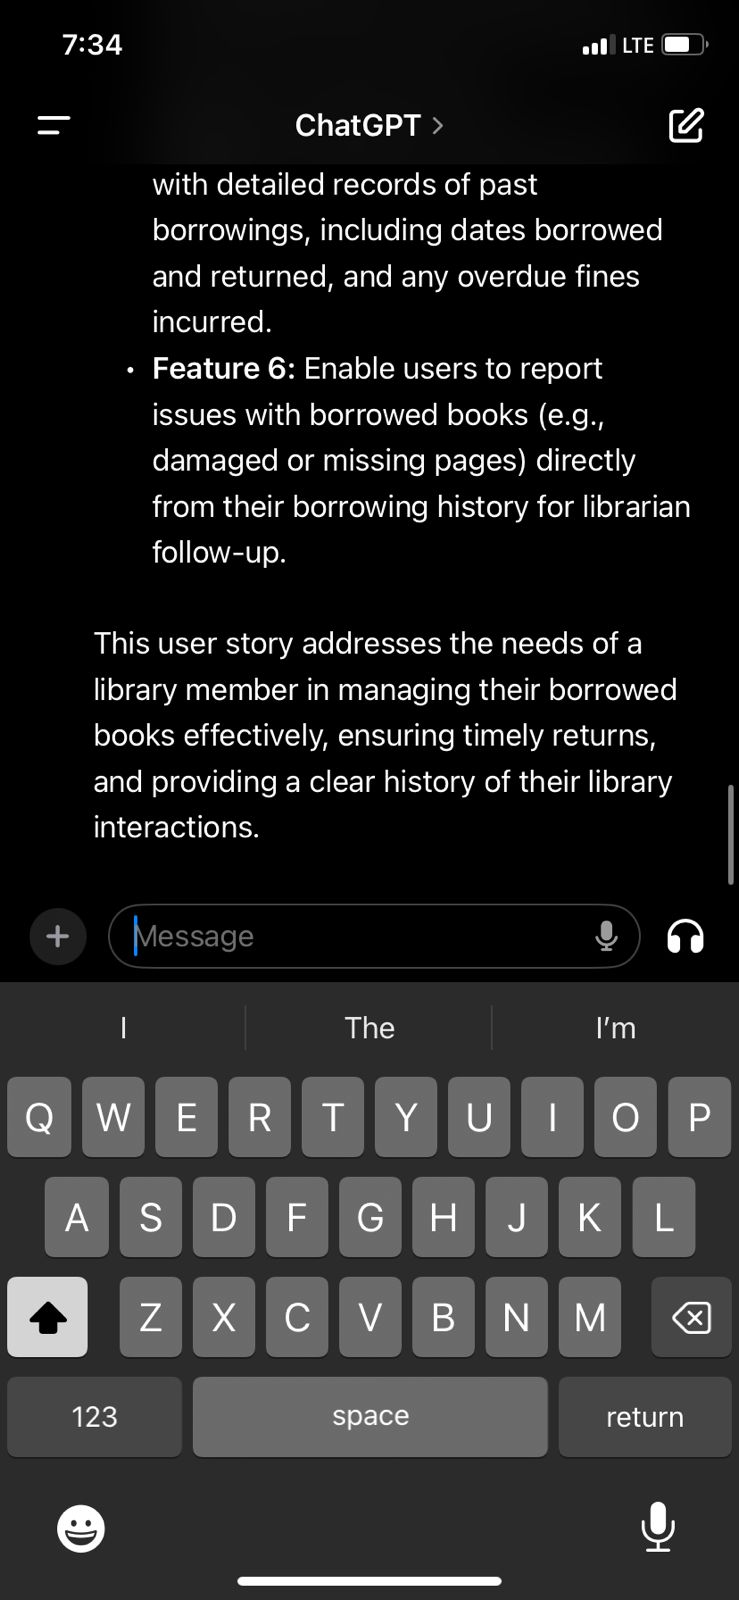 7:34
LTE
ChatGPT >
with detailed records of past
borrowings, including dates borrowed
and returned, and any overdue fines
incurred.
• Feature 6: Enable users to report
issues with borrowed books (e.g.,
damaged or missing pages) directly
from their borrowing history for librarian
follow-up.
This user story addresses the needs of a
library member in managing their borrowed
books effectively, ensuring timely returns,
and providing a clear history of their library
interactions.
Message
I The I’m
Q W E R T Y U I O P
A S D F G H J K L
Z X C V B N M
123 space return